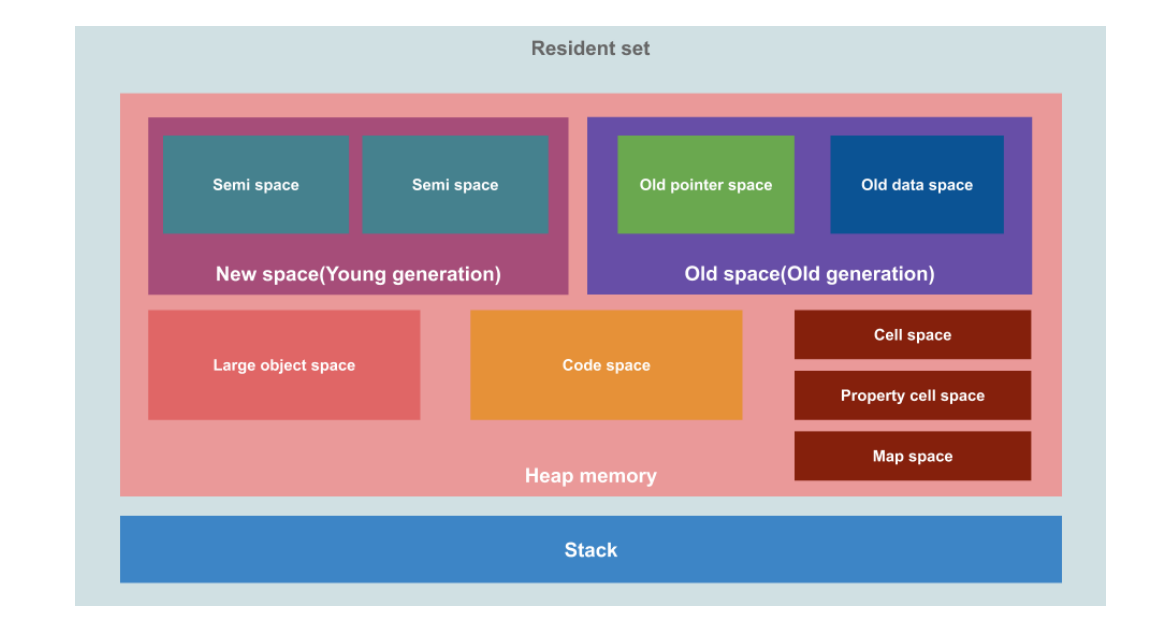 Resident set
Semi space
Semi space
New space(Young generation)
Old pointer space
Old data space
Old space(Old generation)
Large object space
Code space
Cell space
Property cell space
Map space
Heap memory
Stack